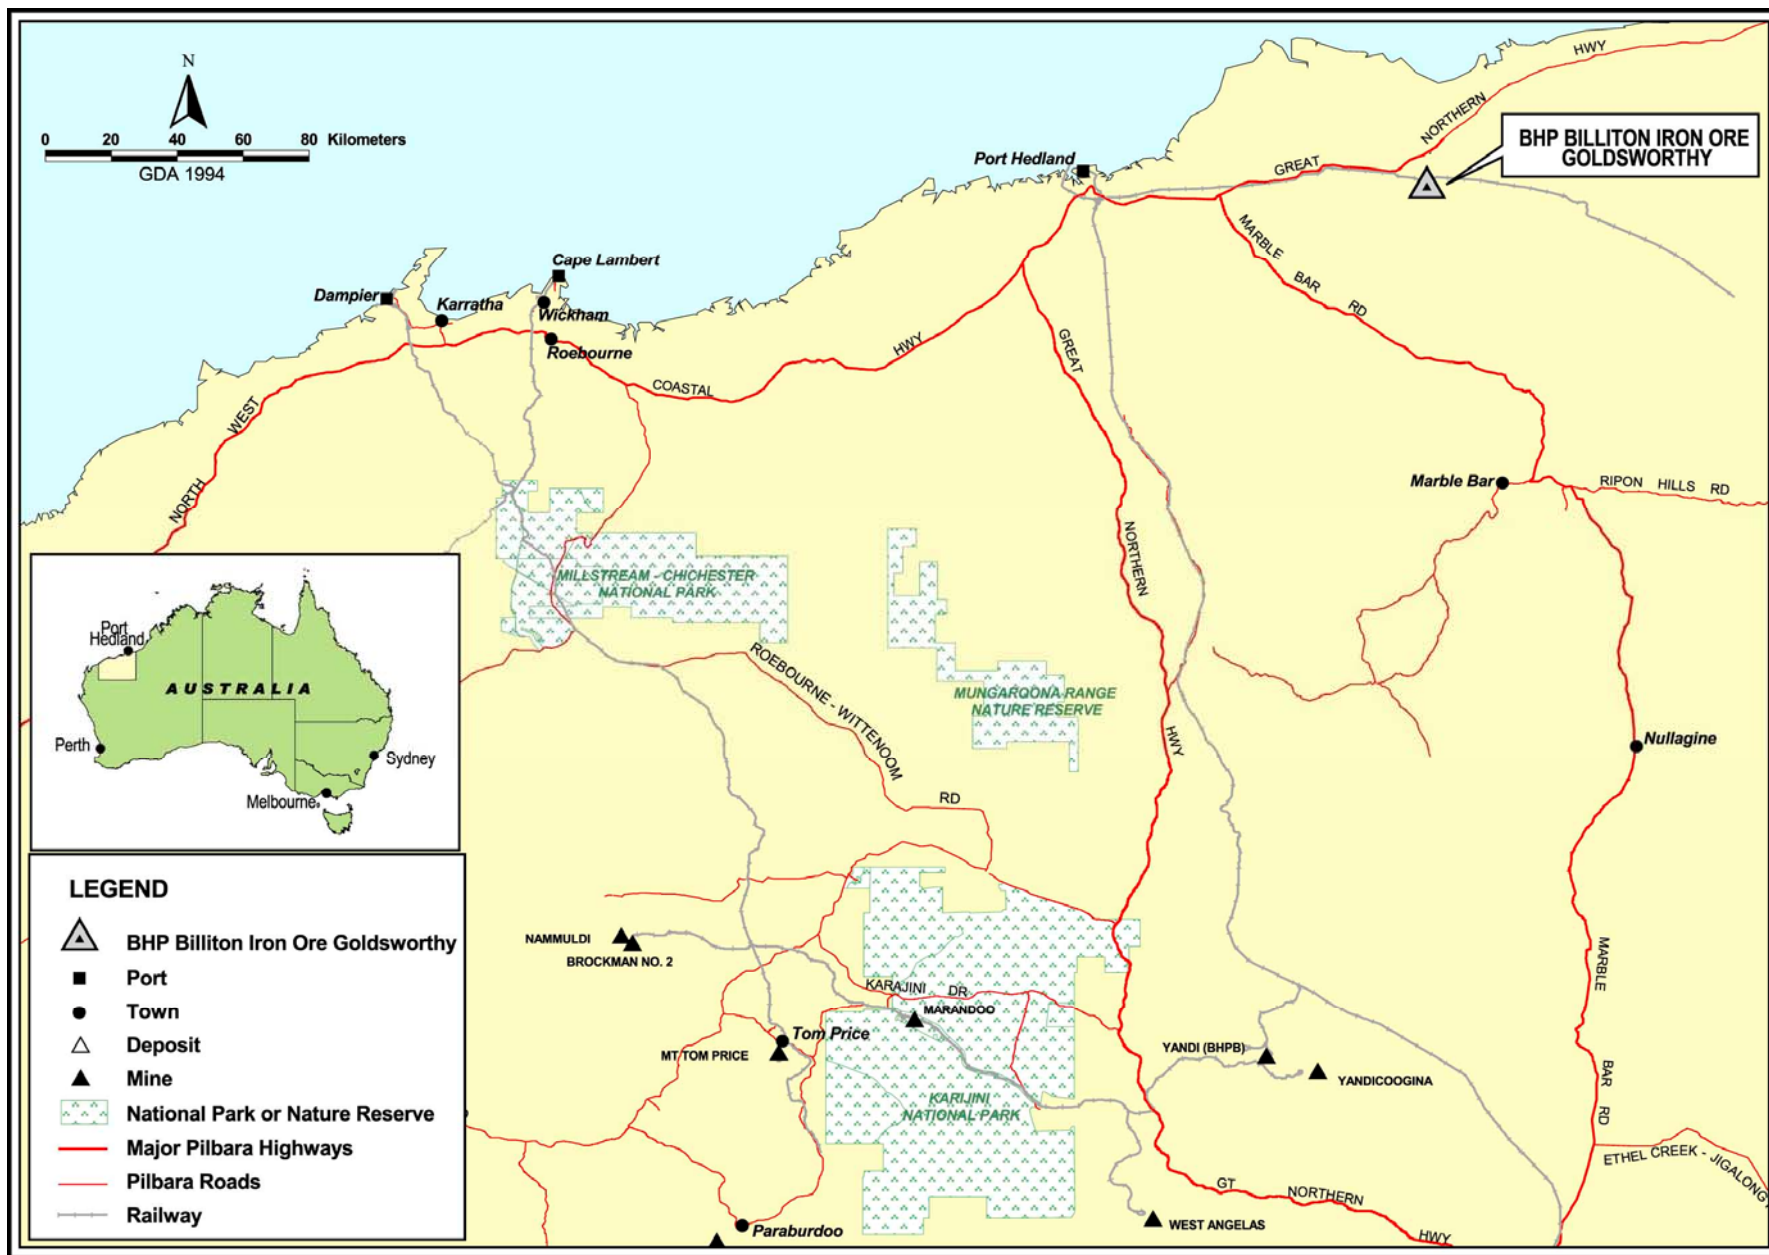 N
0 20 40 60 80 Kilometers
GDA 1994
HWY
NORTHERN
GREAT
BHP BILLITON IRON ORE
GOLDSWORTHY
Port Hedland
MARBLE
BAR
RD
Cape Lambert
Dampier
Karratha
Wickham
Roebourne
HWY
GREAT
COASTAL
WEST
NORTH
Marble Bar
RIPON HILLS RD
NORTHERN
MILLSTREAM - CHICHESTER
NATIONAL PARK
Port
Hedland
AUSTRALIA
Perth
Sydney
Melbourne
ROEBOURNE - WITTENOOM
RD
MUNGAROONA RANGE
NATURE RESERVE
HWY
Nullagine
LEGEND
BHP Billiton Iron Ore Goldsworthy
Port
Town
Deposit
Mine
National Park or Nature Reserve
Major Pilbara Highways
Pilbara Roads
Railway
NAMMULDI
BROCKMAN NO. 2
KARAJINI DR
MARANDOO
Tom Price
MT TOM PRICE
YANDI (BHPB)
YANDICOOGINA
KARIJINI
NATIONAL PARK
MARBLE
BAR
RD
ETHEL CREEK - JIGALONG
GT NORTHERN
HWY
WEST ANGELAS
Paraburdoo